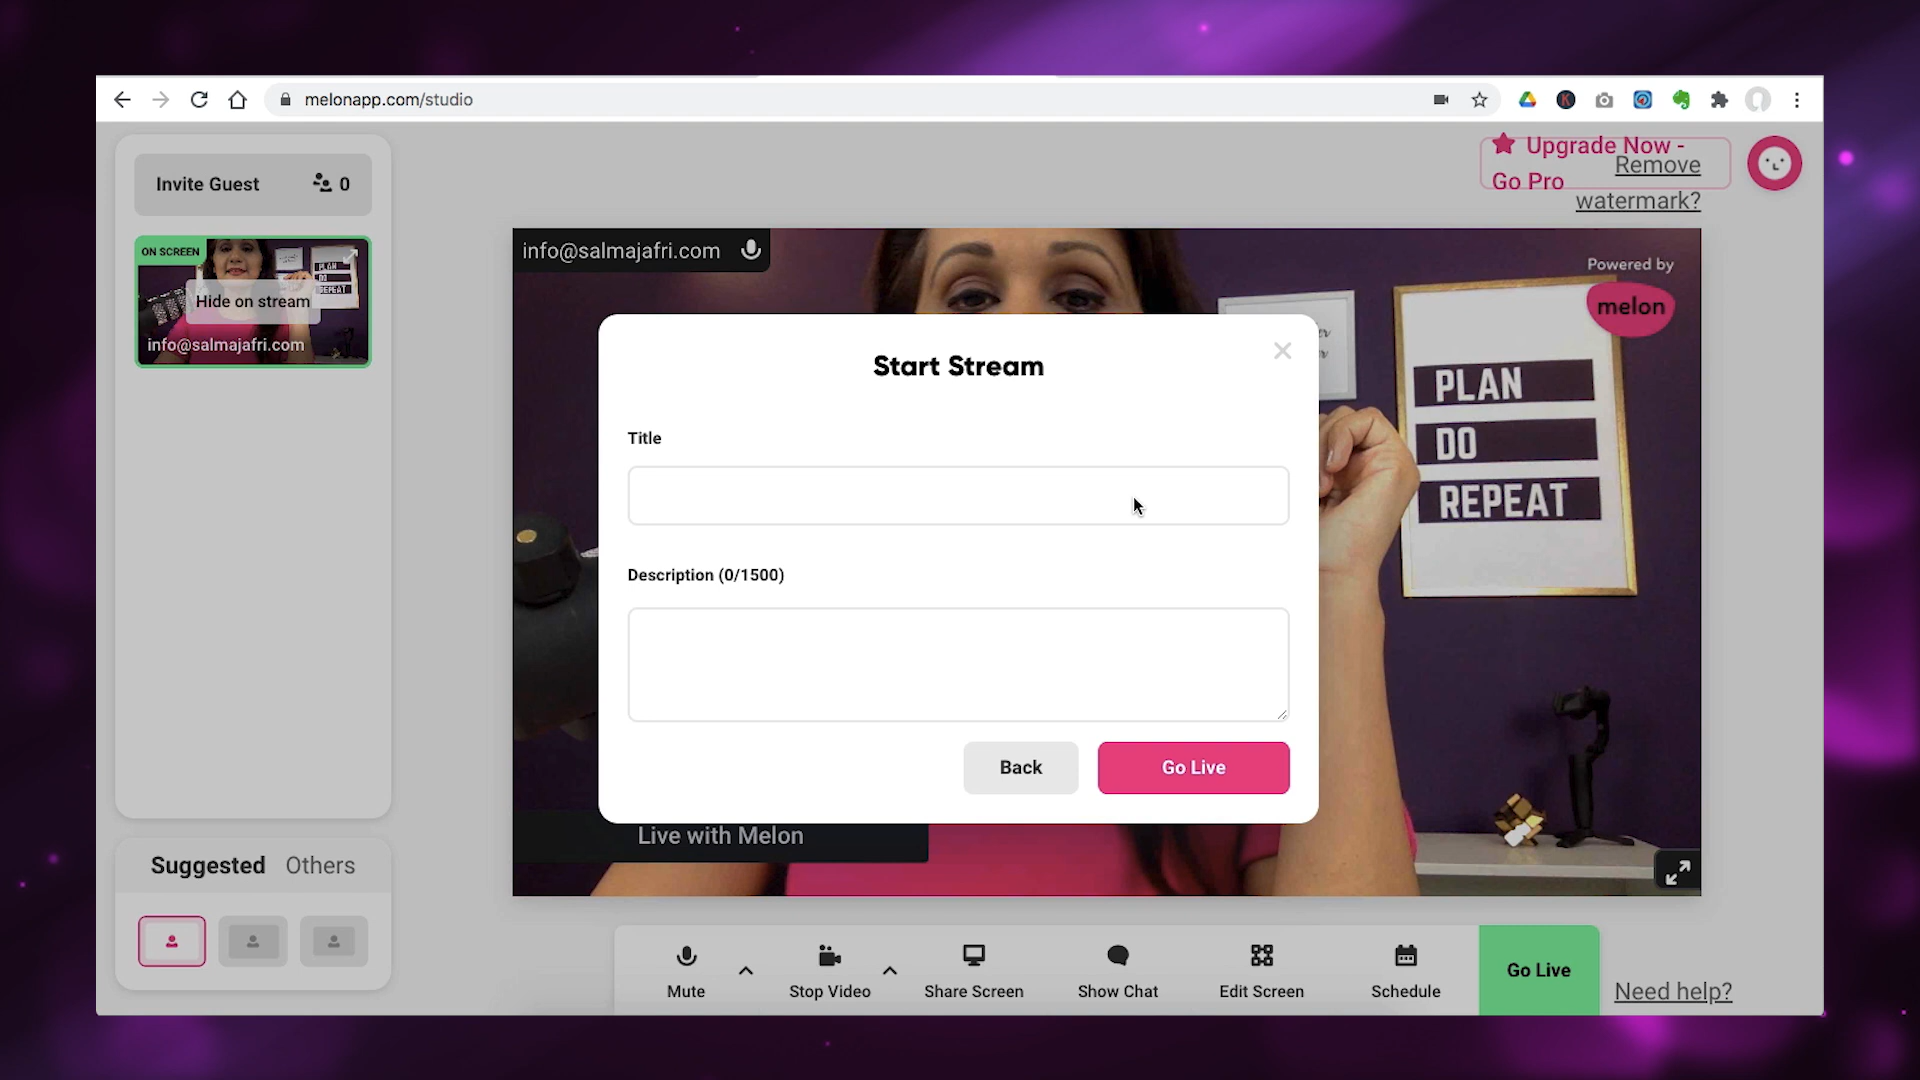 melonapp.com/studio
Invite Guest
0
ON SCREEN
PLAN
DO
REPEAT
Hide on stream
info@salmajafri.com
Upgrade Now -
Go Pro
Remove
watermark?
info@salmajafri.com
Powered by
melon
PLAN
DO
REPEAT
Start Stream
Title
Description (0/1500)
Back
Go Live
Live with Melon
Suggested
Others
Mute
Stop Video
Share Screen
Show Chat
Edit Screen
Schedule
Go Live
Need help?